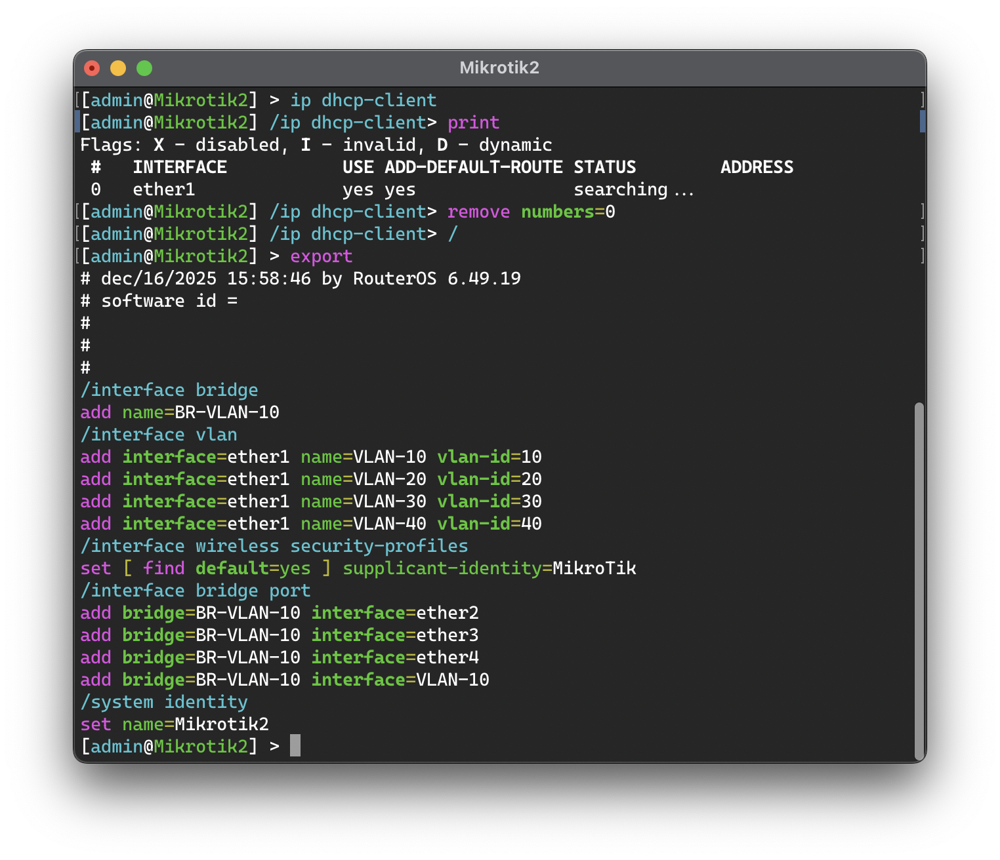 Mikrotik2
[[admin@Mikrotik2] > ip dhcp-client ]
[admin@Mikrotik2] /ip dhcp-client> print
Flags: X - disabled, I - invalid, D - dynamic
 #   INTERFACE           USE ADD-DEFAULT-ROUTE STATUS        ADDRESS
 0   ether1              yes yes               searching...
[[admin@Mikrotik2] /ip dhcp-client> remove numbers=0 ]
[[admin@Mikrotik2] /ip dhcp-client> / ]
[[admin@Mikrotik2] > export ]
# dec/16/2025 15:58:46 by RouterOS 6.49.19
# software id =
#
#
#
/interface bridge
add name=BR-VLAN-10
/interface vlan
add interface=ether1 name=VLAN-10 vlan-id=10
add interface=ether1 name=VLAN-20 vlan-id=20
add interface=ether1 name=VLAN-30 vlan-id=30
add interface=ether1 name=VLAN-40 vlan-id=40
/interface wireless security-profiles
set [ find default=yes ] supplicant-identity=MikroTik
/interface bridge port
add bridge=BR-VLAN-10 interface=ether2
add bridge=BR-VLAN-10 interface=ether3
add bridge=BR-VLAN-10 interface=ether4
add bridge=BR-VLAN-10 interface=VLAN-10
/system identity
set name=Mikrotik2
[admin@Mikrotik2] >